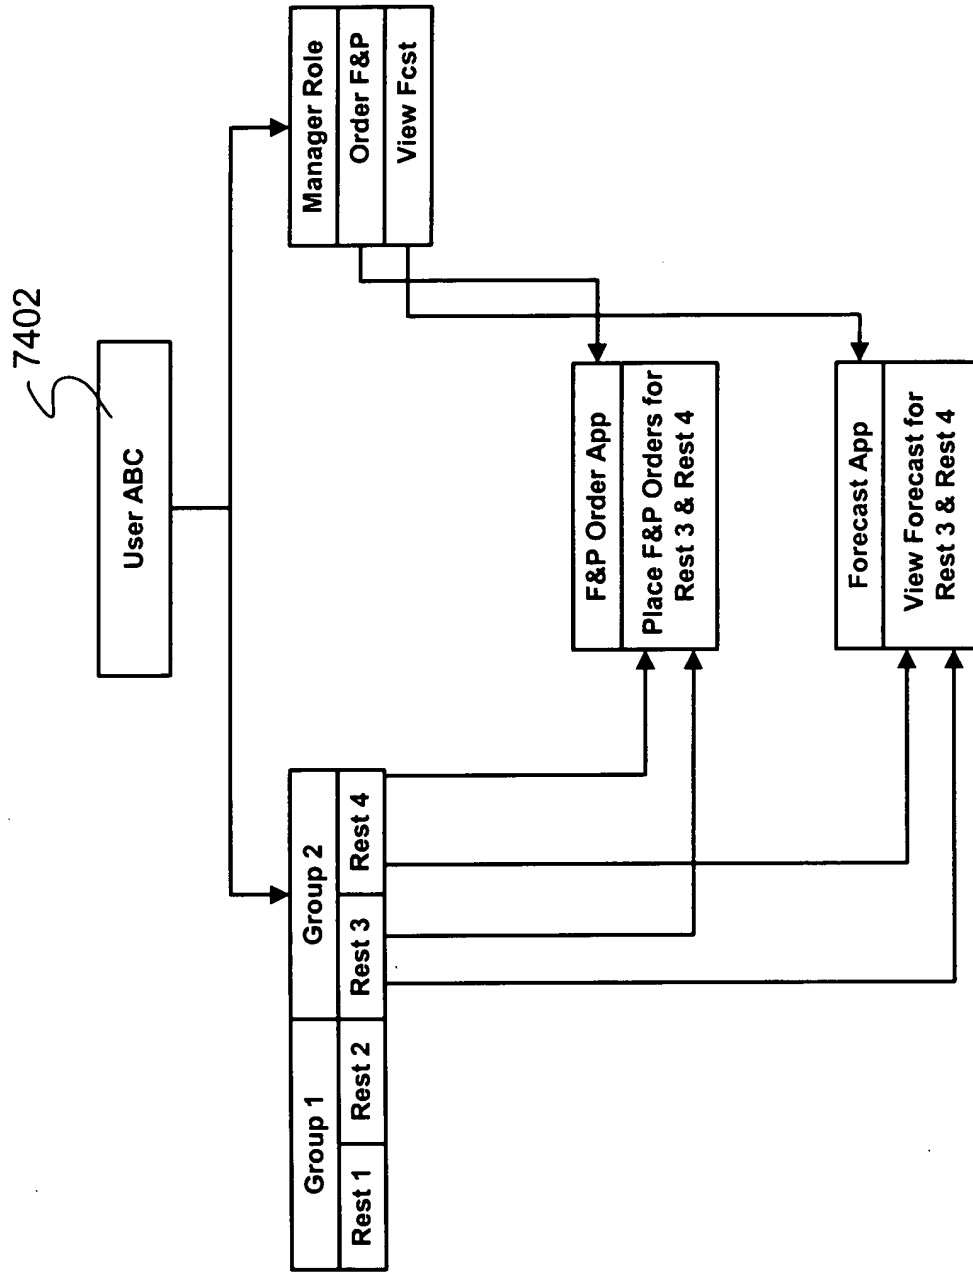 7402
User ABC
Group 1
Group 2
Rest 1
Rest 2
Rest 3
Rest 4
Manager Role
Order F&P
View Fcst
F&P Order App
Place F&P Orders for
Rest 3 & Rest 4
Forecast App
View Forecast for
Rest 3 & Rest 4